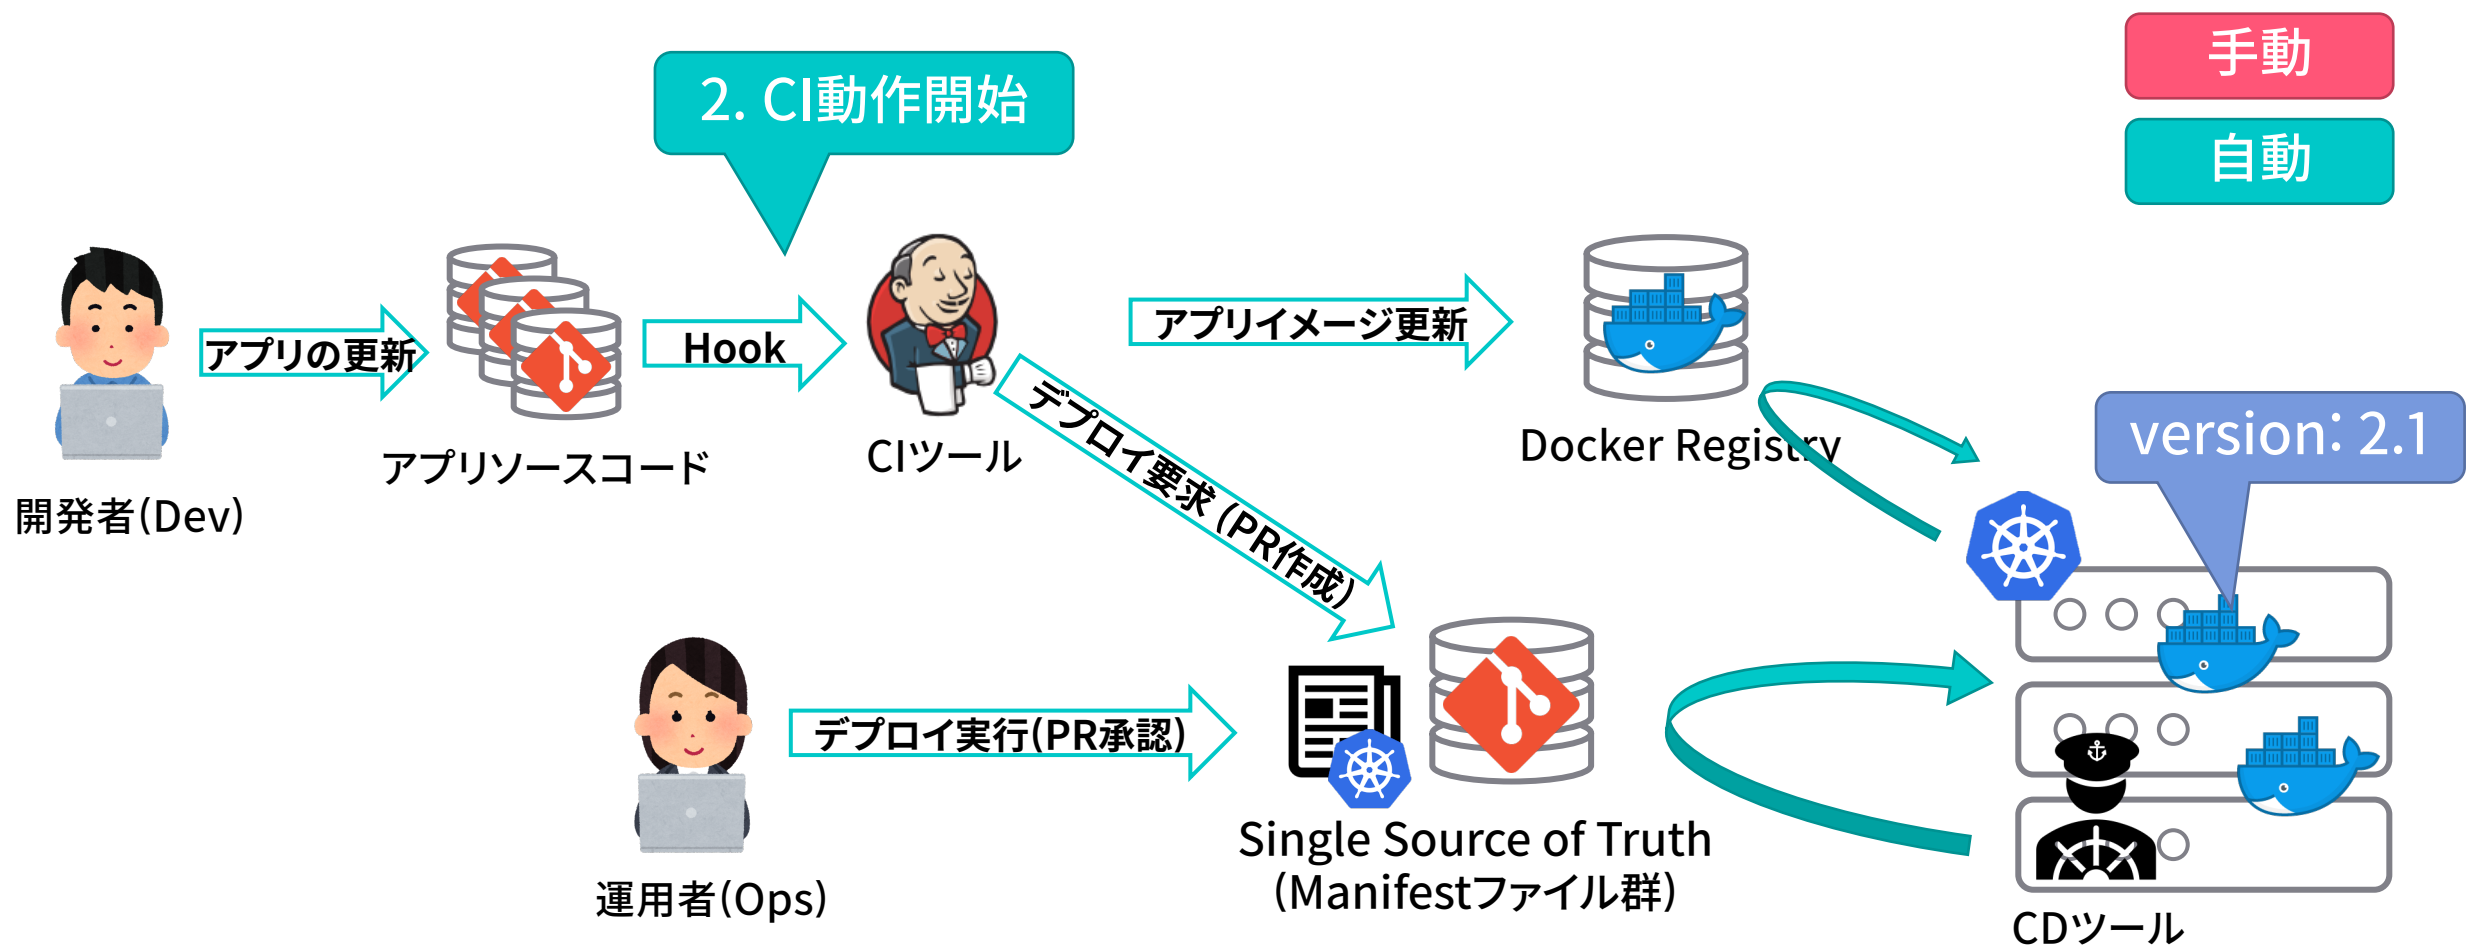 手動
自動
2. CI動作開始
アプリの更新
Hook
アプリイメージ更新
デプロイ要求 (PR作成)
version: 2.1
Docker Registry
CIツール
アプリソースコード
開発者(Dev)
デプロイ実行(PR承認)
Single Source of Truth
(Manifestファイル群)
運用者(Ops)
CDツール